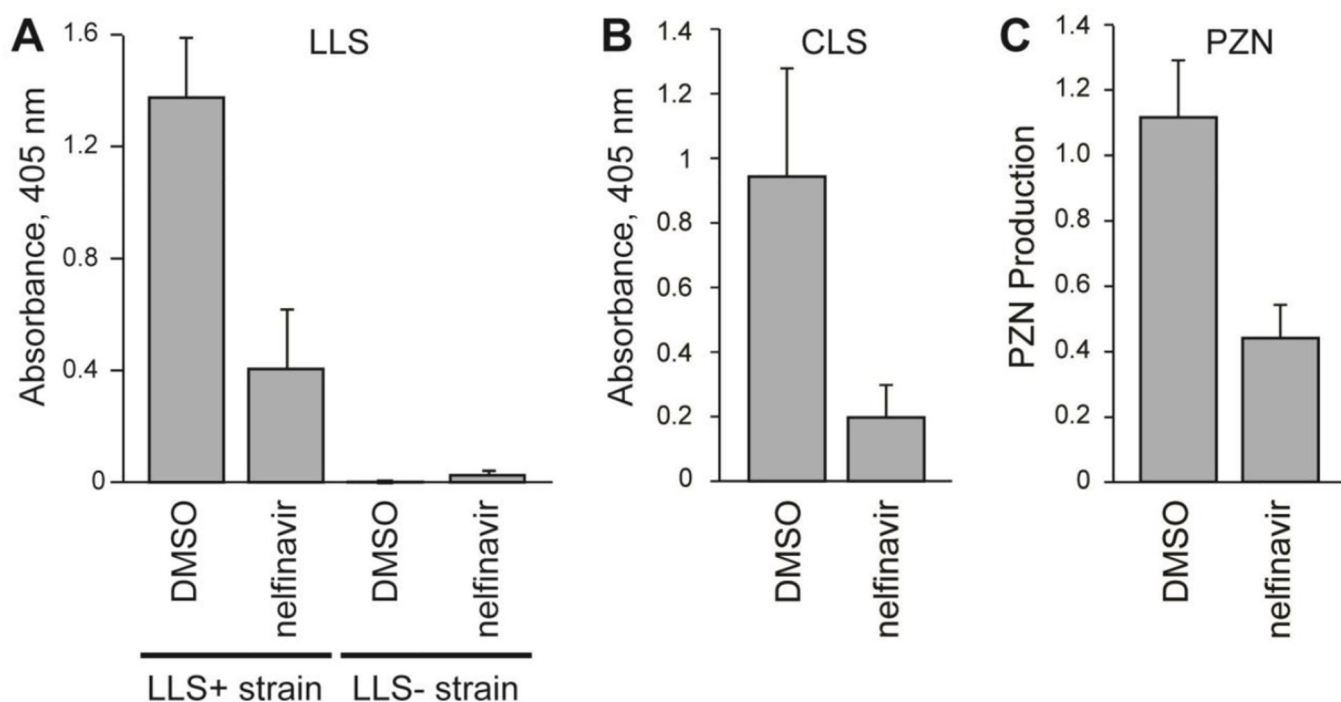 A
LLS
Absorbance, 405 nm
1.6
1.2
0.8
0.4
0
DMSO
nelfinavir
DMSO
nelfinavir
LLS+ strain
LLS- strain
B
CLS
Absorbance, 405 nm
1.4
1.2
1
0.8
0.6
0.4
0.2
0
DMSO
nelfinavir
C
PZN
PZN Production
1.4
1.2
1.0
0.8
0.6
0.4
0.2
0
DMSO
nelfinavir